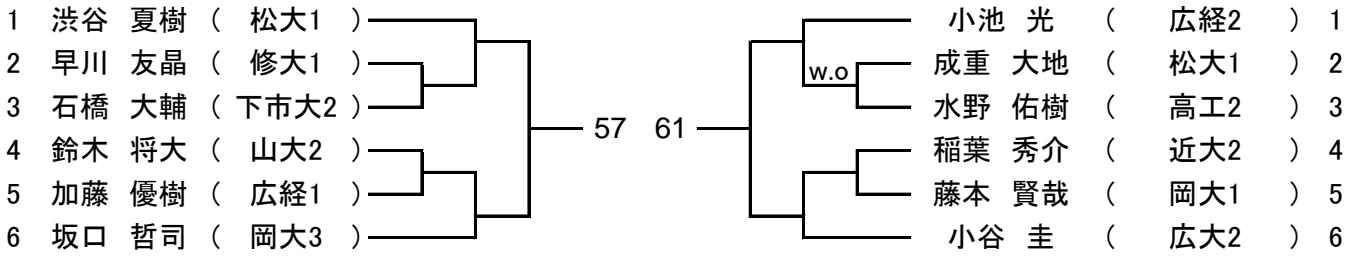 1 渋谷 夏樹 ( 松大1 )
2 早川 友晶 ( 修大1 )
3 石橋 大輔 ( 下市大2 )
4 鈴木 将大 ( 山大2 )
5 加藤 優樹 ( 広経1 )
6 坂口 哲司 ( 岡大3 )
57
61
小池 光 ( 広経2 ) 1
w.o
成重 大地 ( 松大1 ) 2
水野 佑樹 ( 高工2 ) 3
稲葉 秀介 ( 近大2 ) 4
藤本 賢哉 ( 岡大1 ) 5
小谷 圭 ( 広大2 ) 6